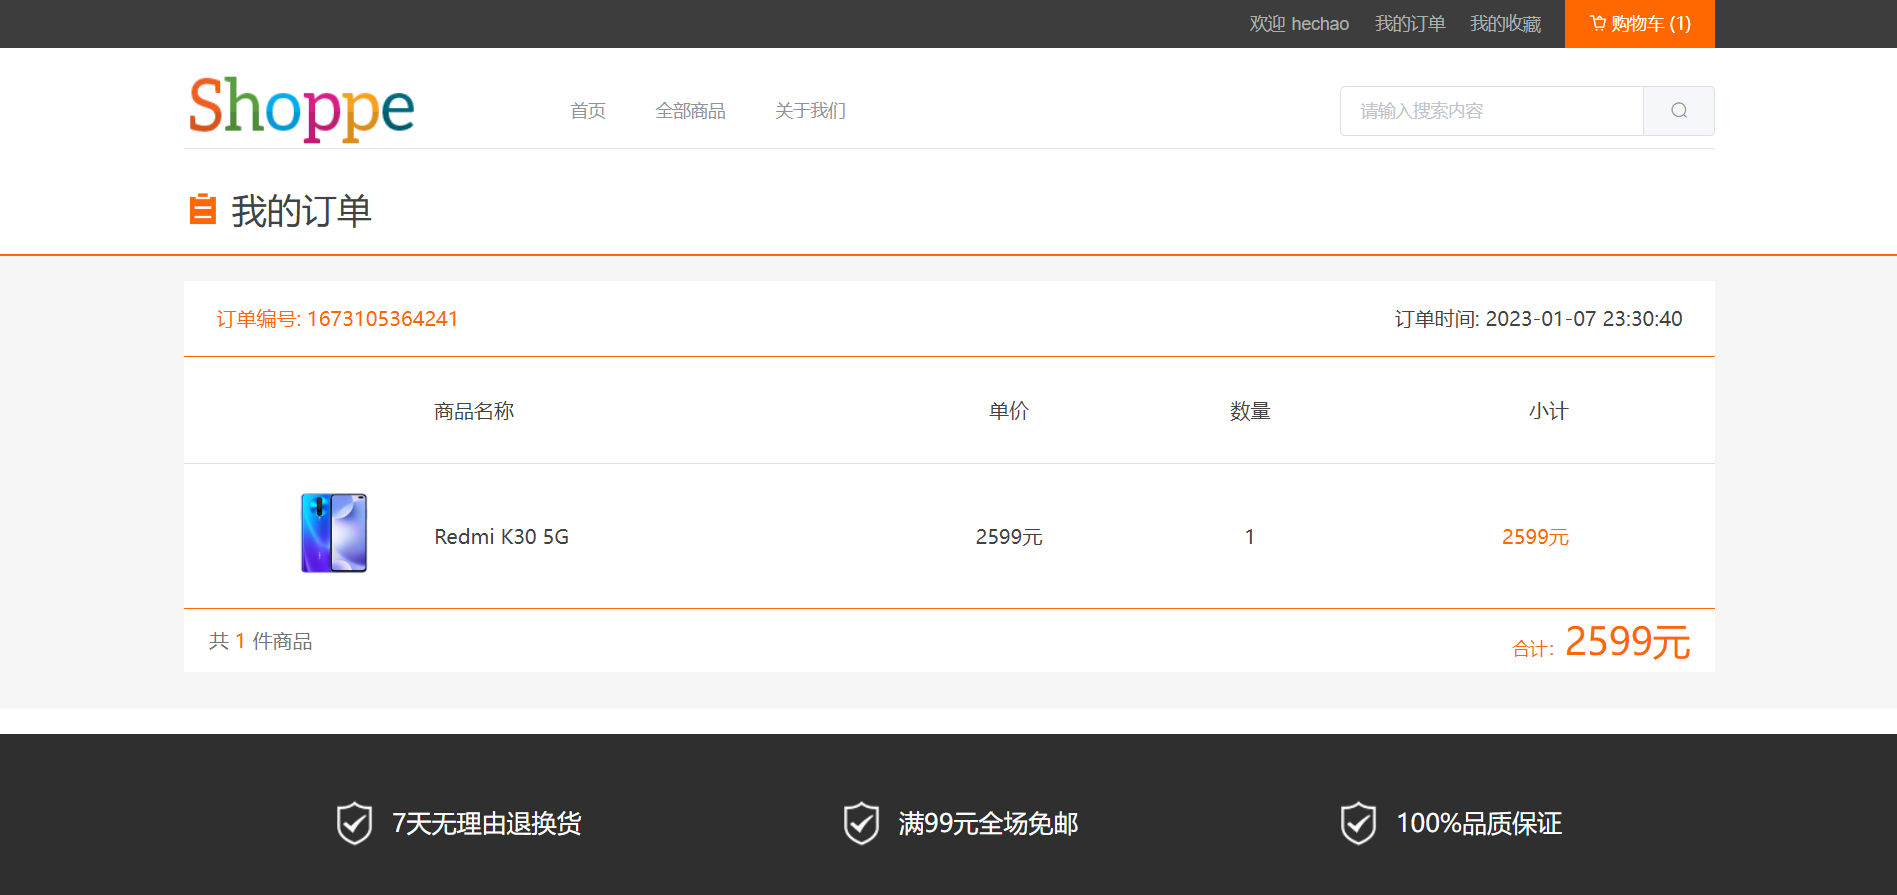 欢迎 hechao 我的订单 我的收藏 购物车 (1)
Shoppe 首页 全部商品 关于我们 请输入搜索内容
我的订单
订单编号: 1673105364241 订单时间: 2023-01-07 23:30:40
商品名称 单价 数量 小计
Redmi K30 5G 2599元 1 2599元
共 1 件商品 合计: 2599元
7天无理由退换货 满99元全场免邮 100%品质保证